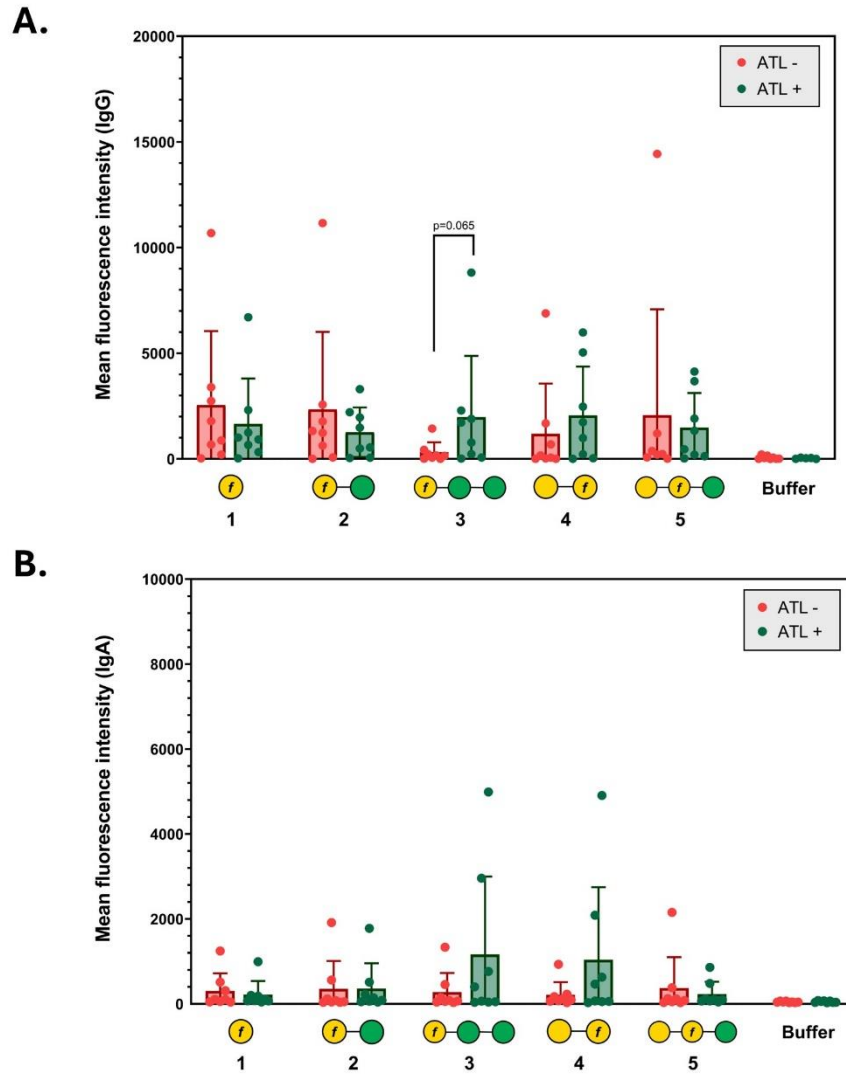 A.
Mean fluorescence intensity (IgG)
20000
15000
10000
5000
0
ATL -
ATL +
p=0.065
f f f f f
1 2 3 4 5 Buffer
B.
Mean fluorescence intensity (IgA)
10000
8000
6000
4000
2000
0
ATL -
ATL +
f f f f f
1 2 3 4 5 Buffer